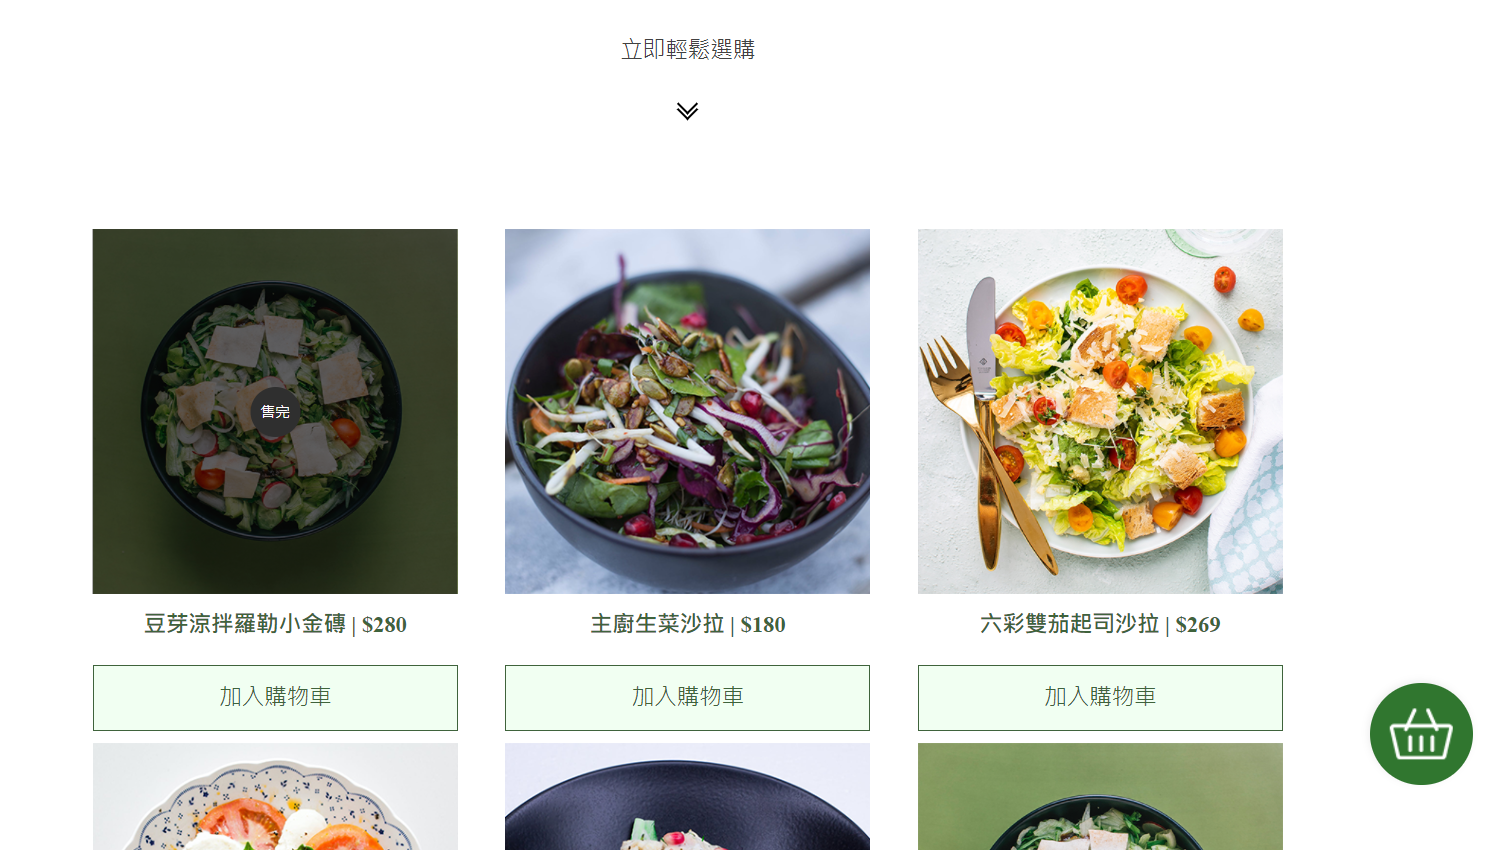 立即輕鬆選購
售完
豆芽涼拌羅勒小金磚 | $280
主廚生菜沙拉 | $180
六彩雙茄起司沙拉 | $269
加入購物車
加入購物車
加入購物車